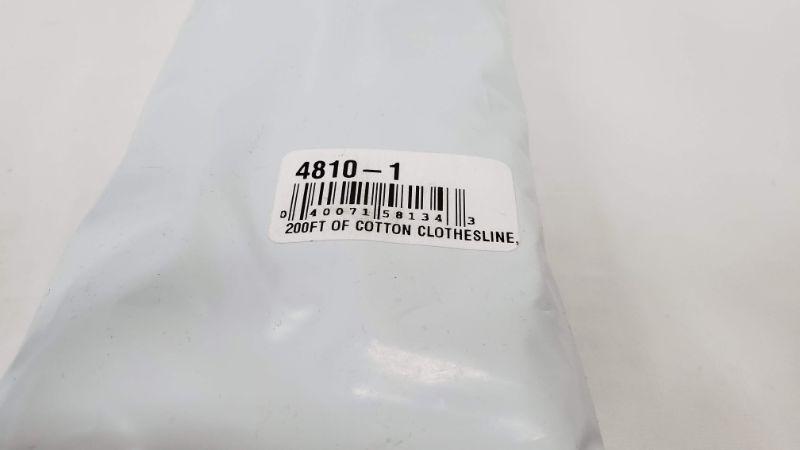 4810-1
0 40071 58134 3
200FT OF COTTON CLOTHESLINE,